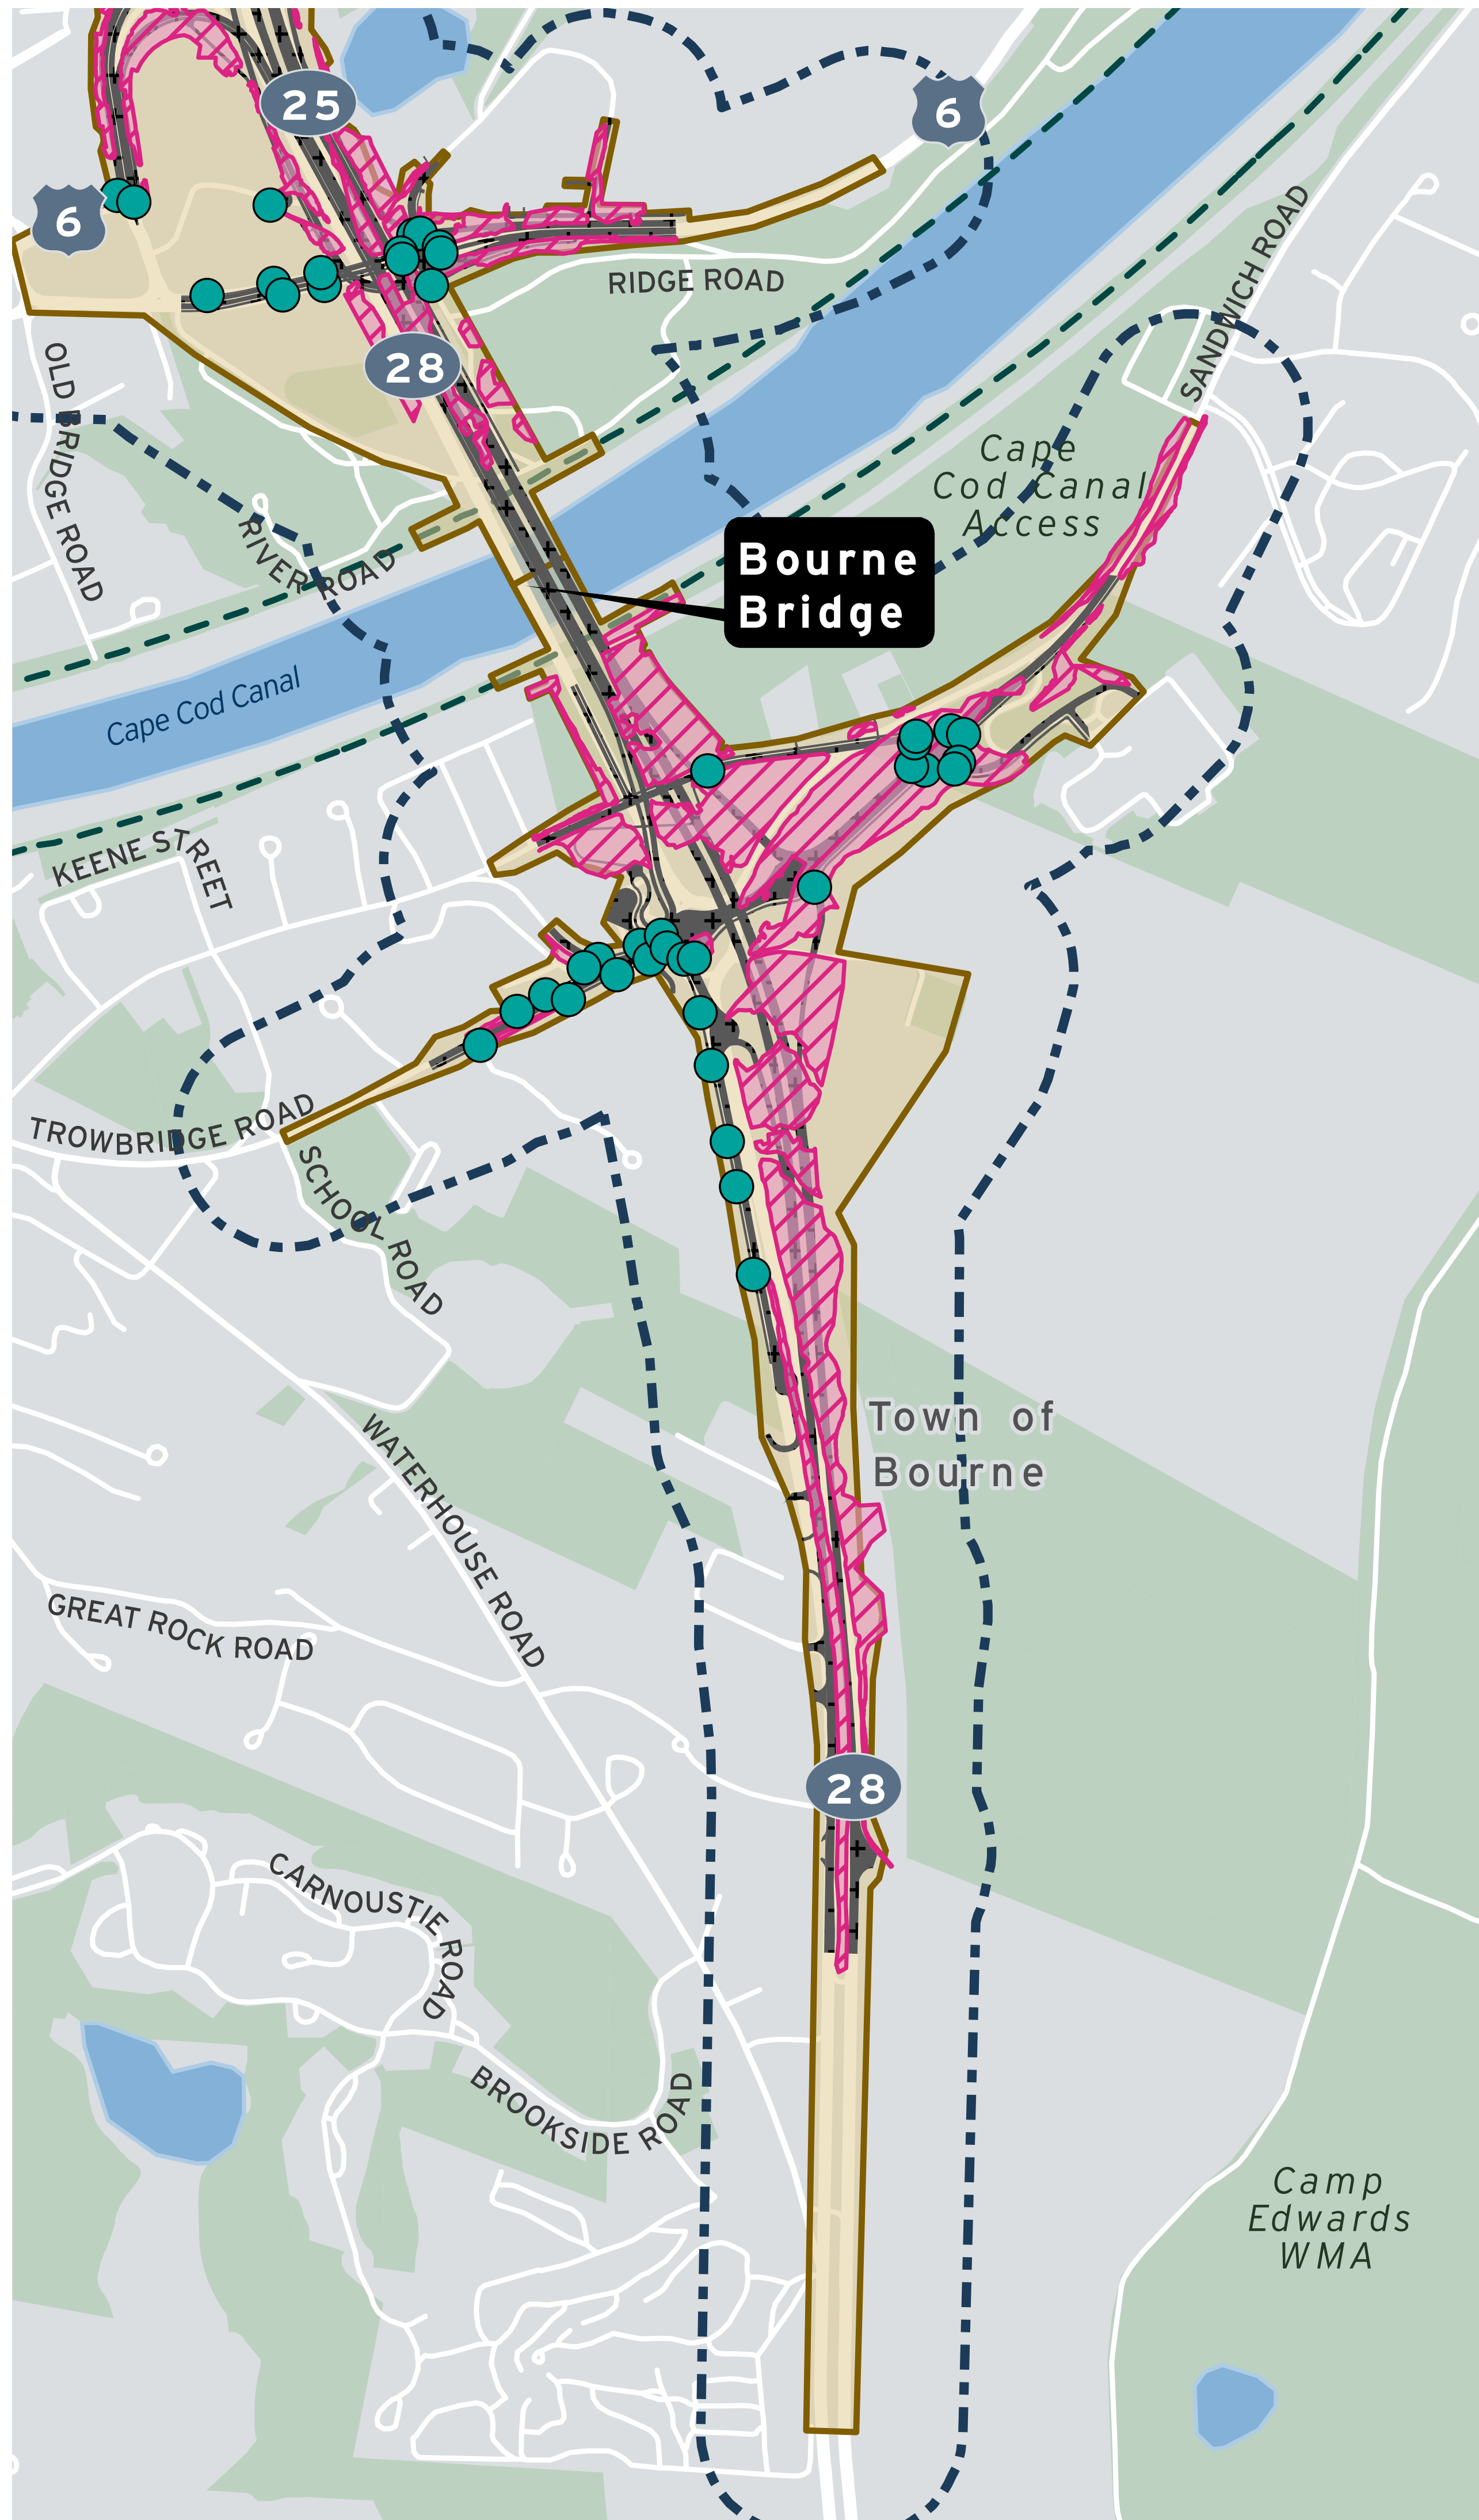 25
6
6
RIDGE ROAD
SANDWICH ROAD
OLD BRIDGE ROAD
28
Cape
Cod Canal
Access
RIVER ROAD
Bourne
Bridge
Cape Cod Canal
KEENE STREET
TROWBRIDGE ROAD
SCHOOL ROAD
Town of
Bourne
WATERHOUSE ROAD
GREAT ROCK ROAD
28
CARNOUSTIE ROAD
BROOKSIDE ROAD
Camp
Edwards
WMA